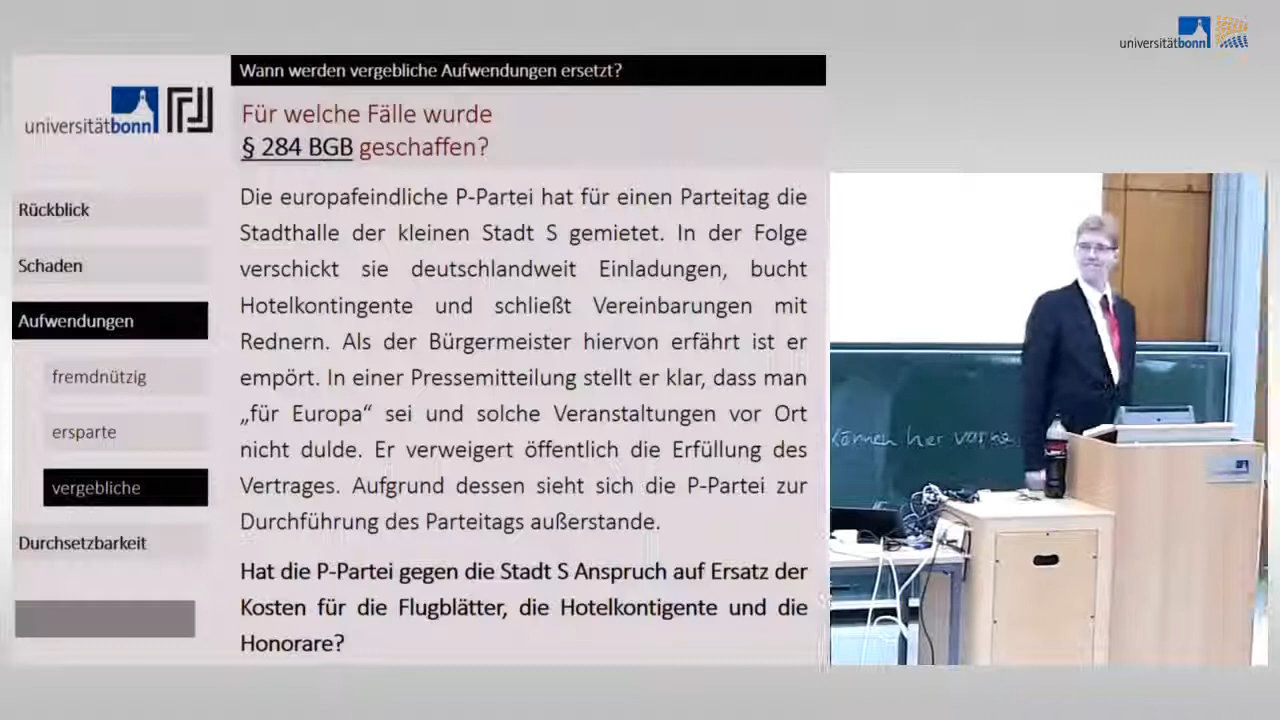 universitätbonn
Wann werden vergebliche Aufwendungen ersetzt?
universitätbonn
Für welche Fälle wurde
§ 284 BGB geschaffen?
Rückblick
Schaden
Aufwendungen
fremdnützig
ersparte
vergebliche
Durchsetzbarkeit
Die europafeindliche P-Partei hat für einen Parteitag die
Stadthalle der kleinen Stadt S gemietet. In der Folge
verschickt sie deutschlandweit Einladungen, bucht
Hotelkontingente und schließt Vereinbarungen mit
Rednern. Als der Bürgermeister hiervon erfährt ist er
empört. In einer Pressemitteilung stellt er klar, dass man
„für Europa“ sei und solche Veranstaltungen vor Ort
nicht dulde. Er verweigert öffentlich die Erfüllung des
Vertrages. Aufgrund dessen sieht sich die P-Partei zur
Durchführung des Parteitags außerstande.
Hat die P-Partei gegen die Stadt S Anspruch auf Ersatz der
Kosten für die Flugblätter, die Hotelkontigente und die
Honorare?
können hier